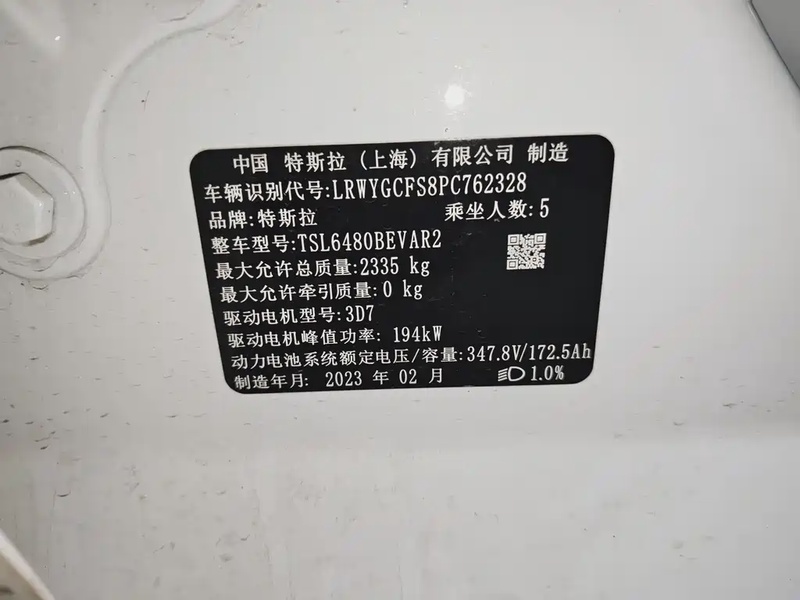 中国 特斯拉 (上海) 有限公司 制造
车辆识别代号:LRWYGCFS8PC762328
品牌:特斯拉 乘坐人数:5
整车型号:TSL6480BEVAR2
最大允许总质量:2335 kg
最大允许牵引质量:0 kg
驱动电机型号:3D7
驱动电机峰值功率: 194kW
动力电池系统额定电压/容量:347.8V/172.5Ah
制造年月: 2023 年 02 月 1.0%